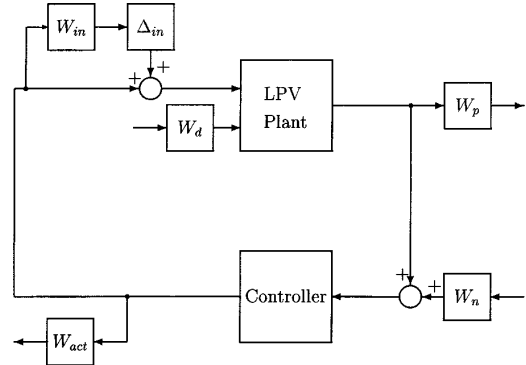 W_in
Δ_in
+
+
LPV
Plant
W_p
W_d
+
+
Controller
W_n
W_act